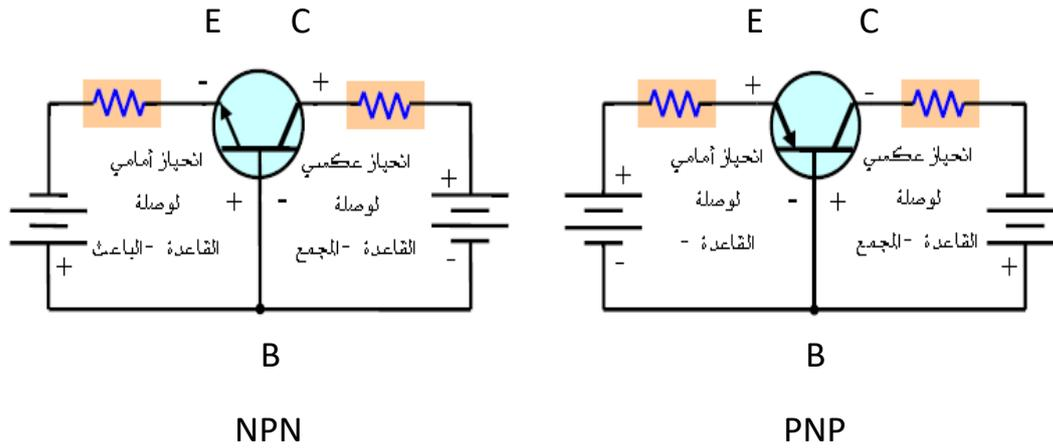 E C
- +
انحياز أمامي
لوصلة
القاعدة -الباعث
انحياز عكسي
لوصلة
القاعدة -المجمع
+ -
+
+
-
B
NPN
E C
+ -
انحياز أمامي
لوصلة
القاعدة -
انحياز عكسي
لوصلة
القاعدة -المجمع
- +
+
-
+
B
PNP